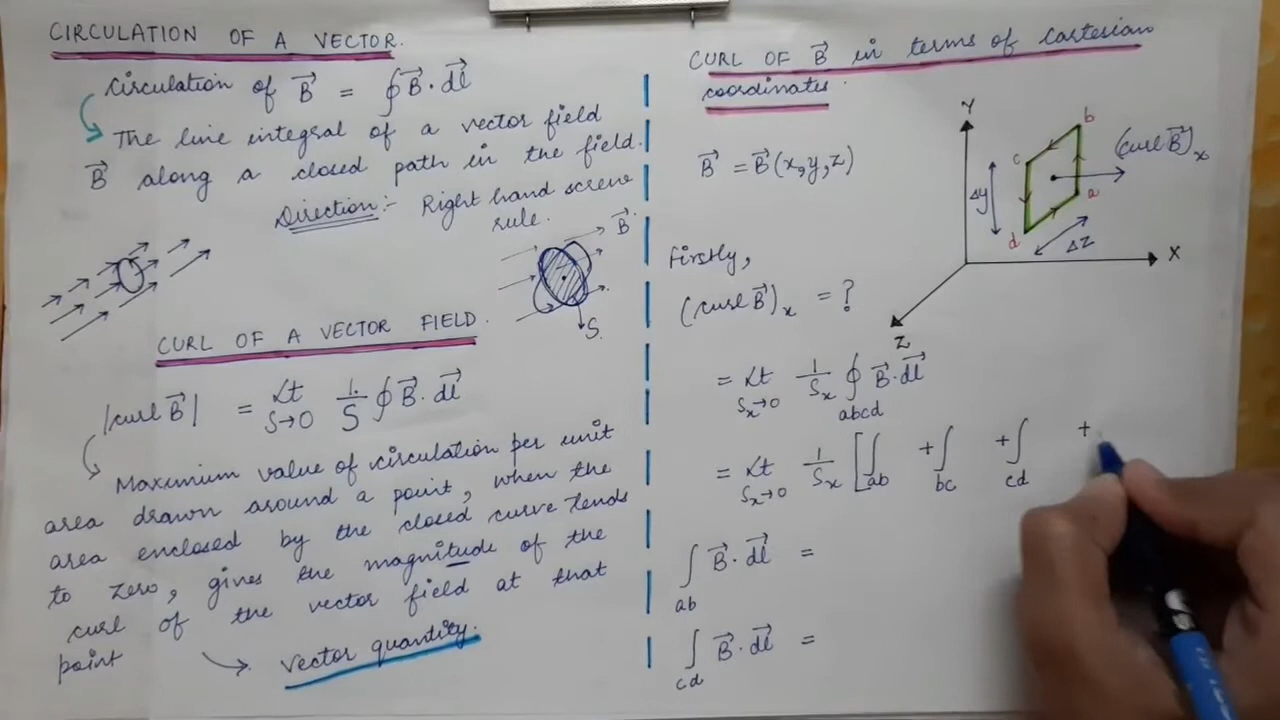 CIRCULATION OF A VECTOR.
Circulation of B⃗ = ∮B⃗·dl⃗
The line integral of a vector field
B⃗ along a closed path in the field.
Direction:- Right hand screw
rule.
B⃗
S
CURL OF A VECTOR FIELD.
|curl B⃗| = Lt S→0 1/S ∮B⃗·dl⃗
Maximum value of circulation per unit
area drawn around a point, when the
area enclosed by the closed curve tends
to zero, gives the magnitude of the
curl of the vector field at that
point
Vector quantity.
CURL OF B⃗ in terms of Cartesian
coordinates.
B⃗ = B⃗(x,y,z)
Y
b
c
(curl B⃗)x
Δy
a
d
Δz
X
Z
Firstly,
(curl B⃗)x = ?
= Lt Sx→0 1/Sx ∮abcd B⃗·dl⃗
= Lt Sx→0 1/Sx [∫ab +∫bc +∫cd +
∫ab B⃗·dl⃗ =
∫cd B⃗·dl⃗ =